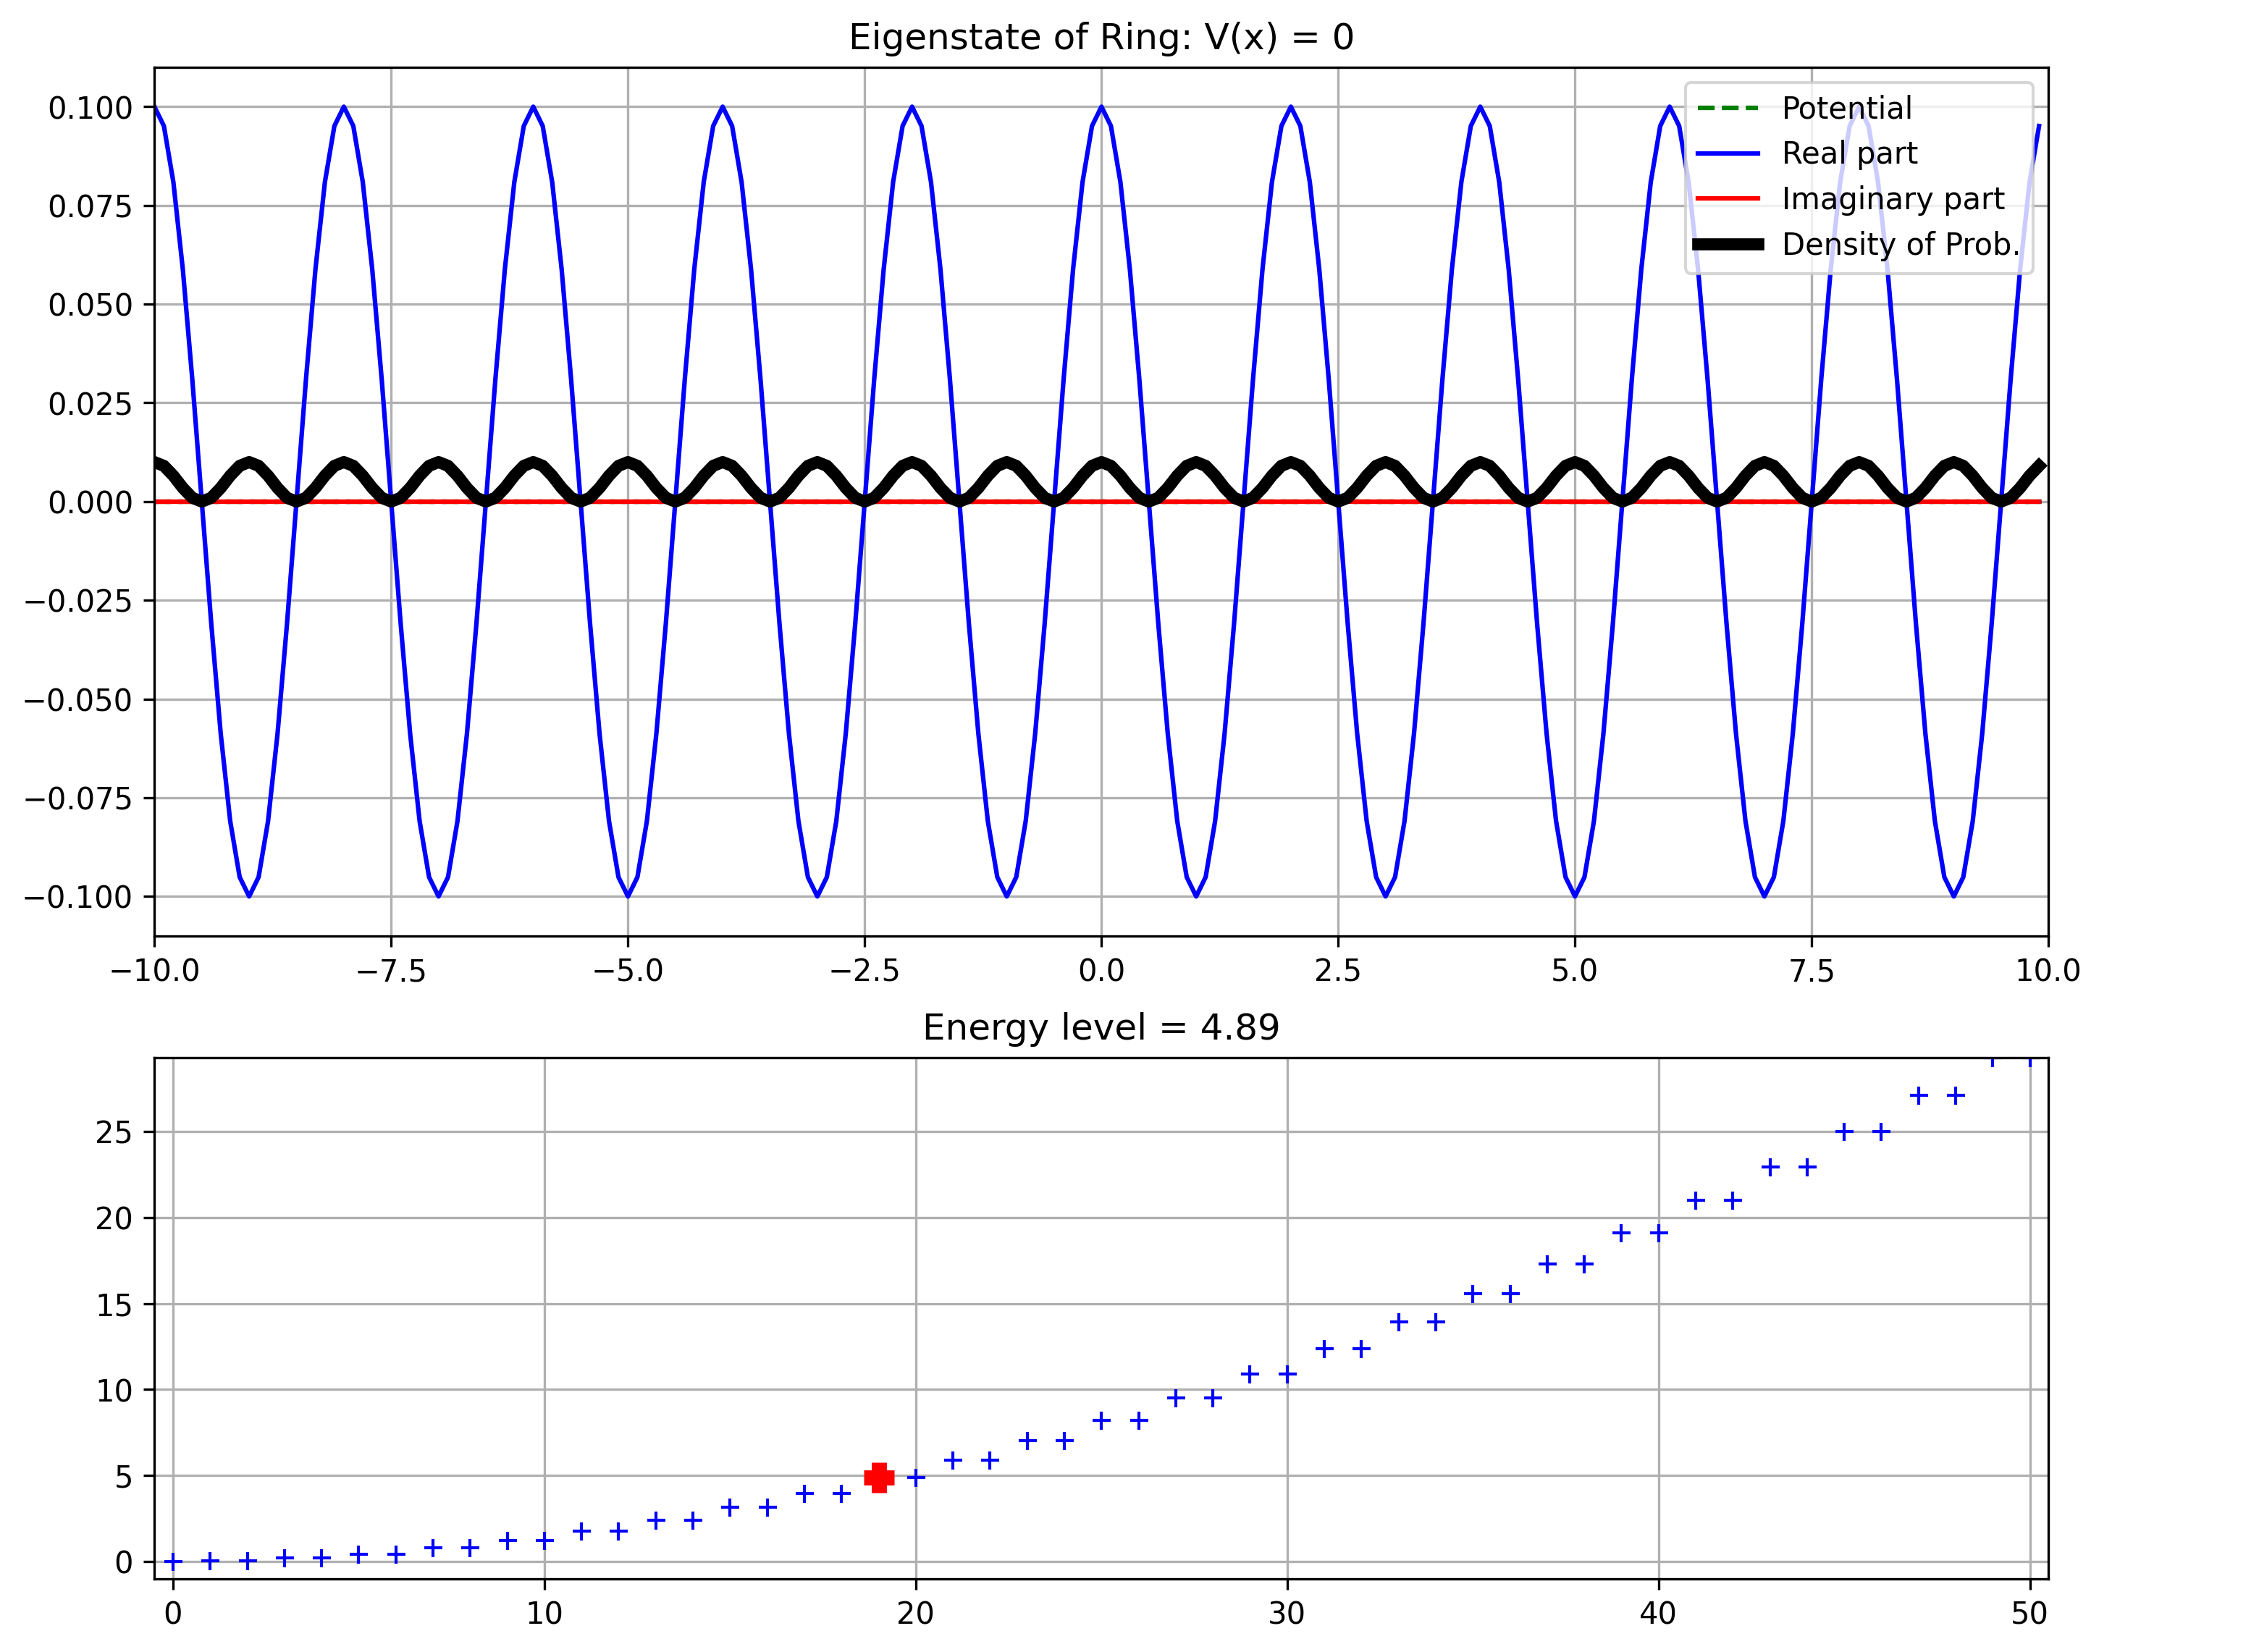 Eigenstate of Ring: V(x) = 0
0.100
0.075
0.050
0.025
0.000
−0.025
−0.050
−0.075
−0.100
Potential
Real part
Imaginary part
Density of Prob.
−10.0 −7.5 −5.0 −2.5 0.0 2.5 5.0 7.5 10.0
Energy level = 4.89
25
20
15
10
5
0
0 10 20 30 40 50